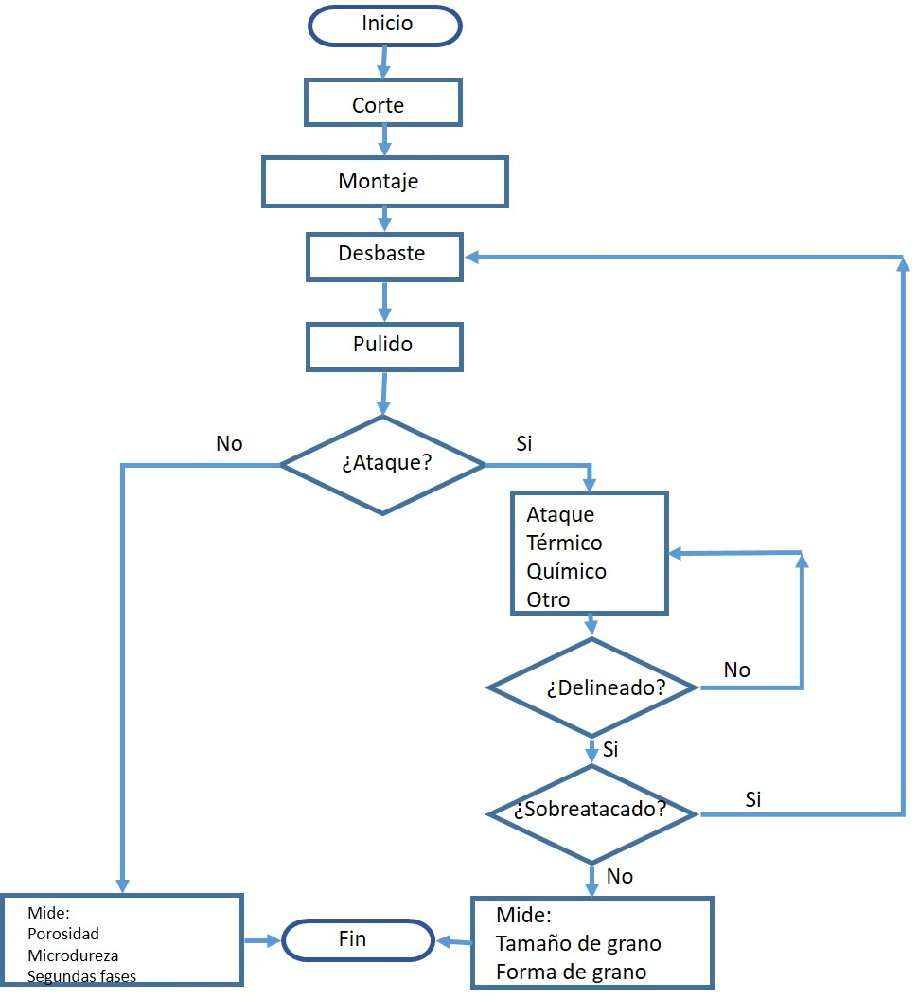 Inicio
Corte
Montaje
Desbaste
Pulido
No
¿Ataque?
Si
Ataque
Térmico
Químico
Otro
¿Delineado?
No
Si
¿Sobreatacado?
Si
No
Mide:
Porosidad
Microdureza
Segundas fases
Fin
Mide:
Tamaño de grano
Forma de grano